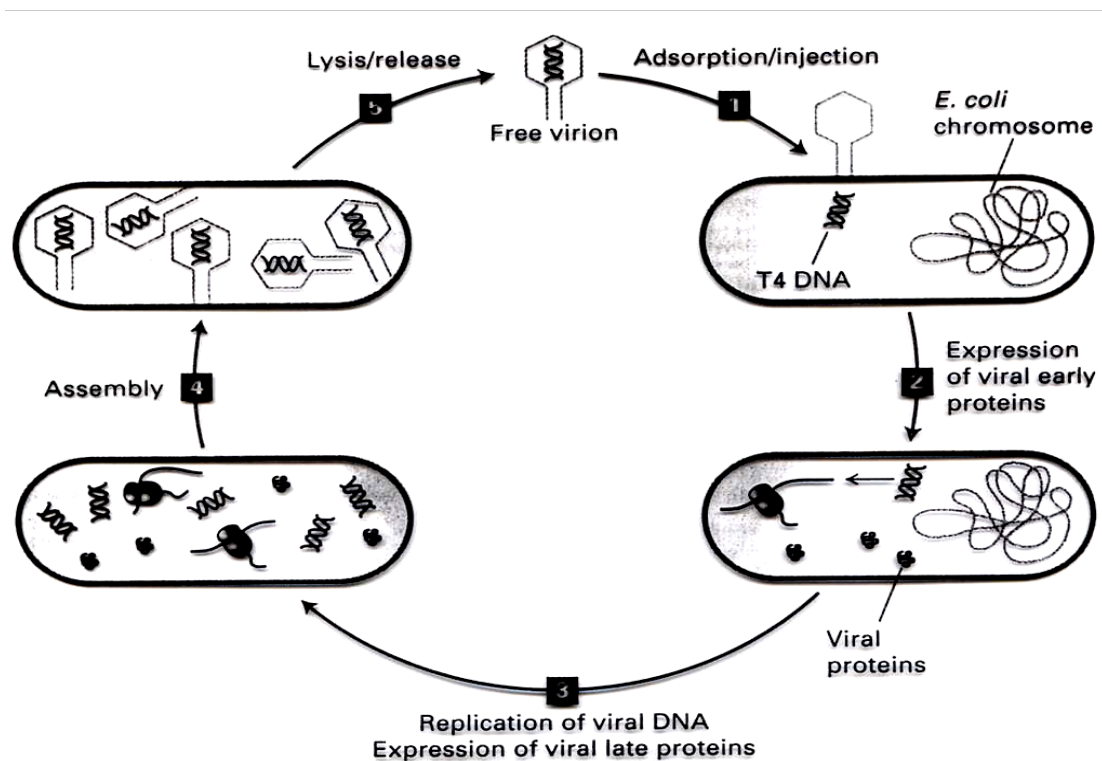 Lysis/release
5
Free virion
Adsorption/injection
1
E. coli
chromosome
T4 DNA
Expression
of viral early
proteins
2
Viral
proteins
3
Replication of viral DNA
Expression of viral late proteins
Assembly
4